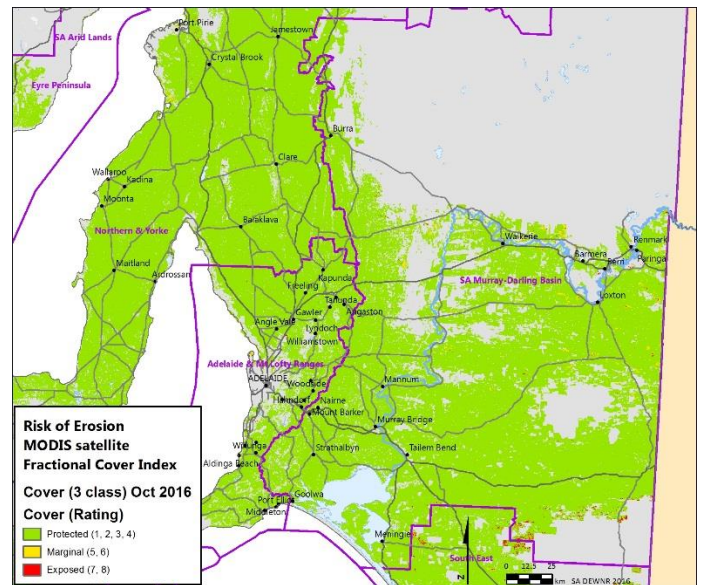 Port Pirie
Jamestown
SA Arid Lands
Crystal Brook
Eyre Peninsula
Burra
Clare
Wallaroo
Kadina
Moonta
Balaklava
Northern & Yorke
Waikerie
Renmark
Barmera
Berri
Paringa
Maitland
Ardrossan
Kapunda
SA Murray-Darling Basin
Freeling
Loxton
Tanunda
Angaston
Gawler
Angle Vale
Lyndoch
Williamstown
Adelaide & Mt Lofty Ranges
ADELAIDE
Woodside
Mannum
Hahndorf
Nairne
Mount Barker
Murray Bridge
Willunga
Strathalbyn
Tailem Bend
Aldinga Beach
Port Elliot
Goolwa
Middleton
Meningie
South East
Risk of Erosion
MODIS satellite
Fractional Cover Index
Cover (3 class) Oct 2016
Cover (Rating)
Protected (1, 2, 3, 4)
Marginal (5, 6)
Exposed (7, 8)
N
0 12.5 25
km SA DEWNR 2016